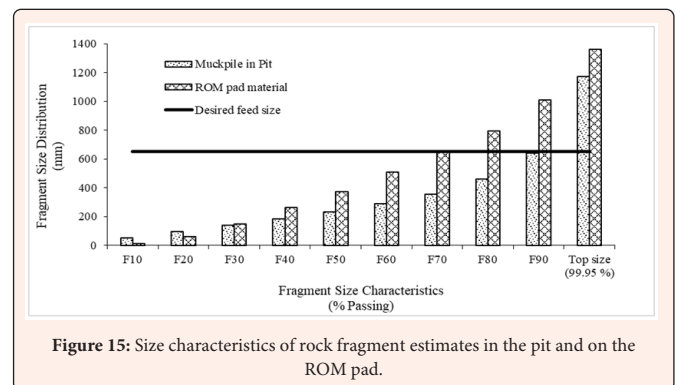 1400
1200
1000
800
600
400
200
0
Fragment Size Distribution
(mm)
Muckpile in Pit
ROM pad material
Desired feed size
F10 F20 F30 F40 F50 F60 F70 F80 F90 Top size
(99.95 %)
Fragment Size Characteristics
(% Passing)
Figure 15: Size characteristics of rock fragment estimates in the pit and on the
ROM pad.